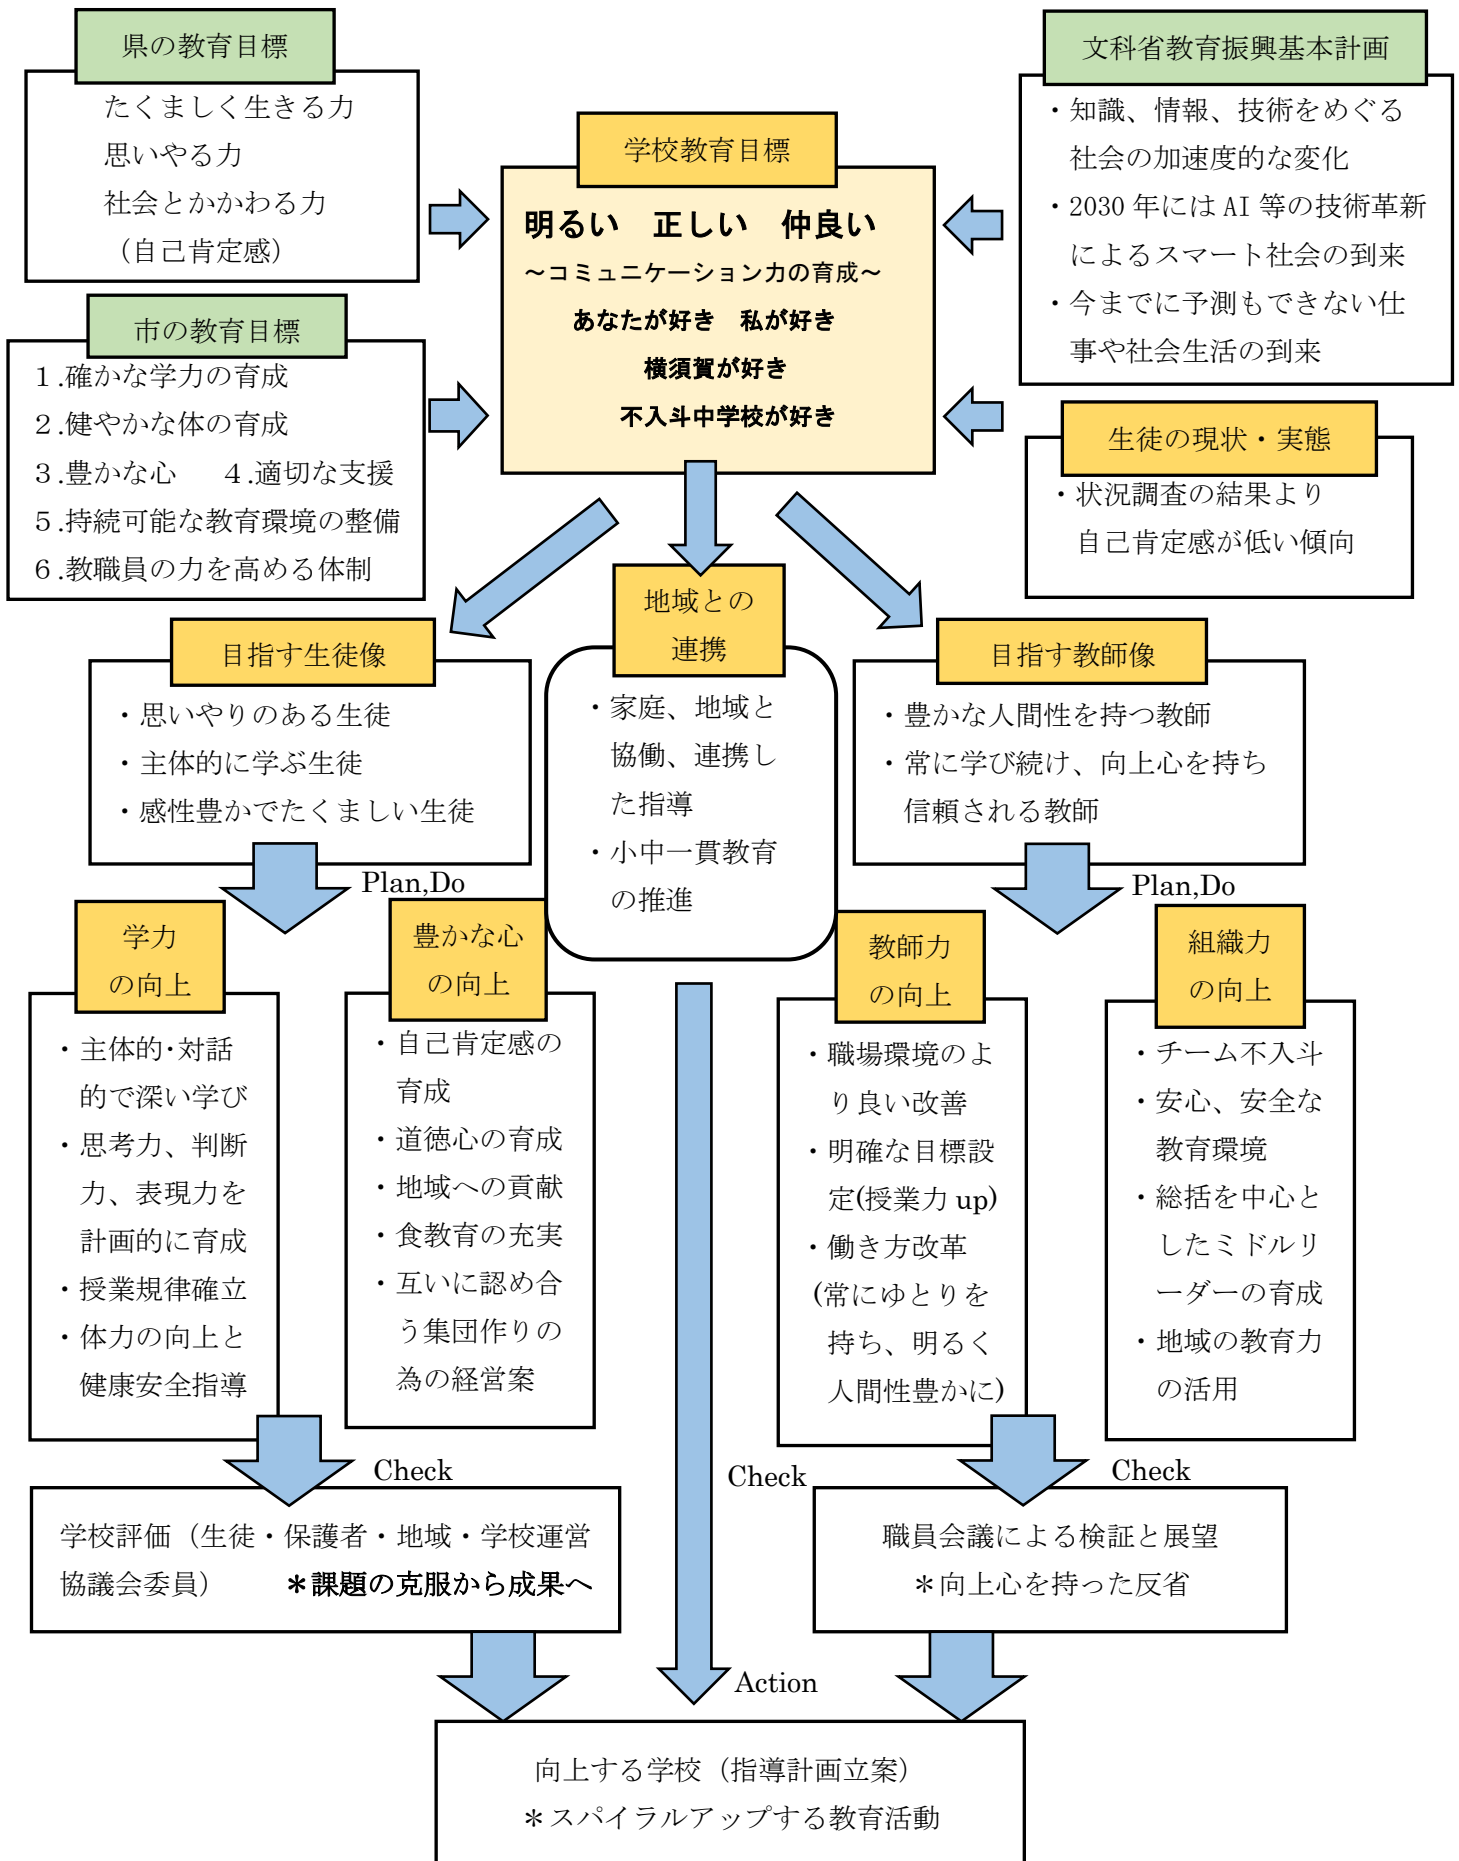 県の教育目標
たくましく生きる力
思いやる力
社会とかかわる力
（自己肯定感）
文科省教育振興基本計画
・知識、情報、技術をめぐる
社会の加速度的な変化
・2030年にはAI等の技術革新
によるスマート社会の到来
・今までに予測もできない仕
事や社会生活の到来
学校教育目標
明るい　正しい　仲良い
～コミュニケーション力の育成～
あなたが好き　私が好き
横須賀が好き
不入斗中学校が好き
市の教育目標
１.確かな学力の育成
２.健やかな体の育成
３.豊かな心　４.適切な支援
５.持続可能な教育環境の整備
６.教職員の力を高める体制
生徒の現状・実態
・状況調査の結果より
自己肯定感が低い傾向
目指す生徒像
・思いやりのある生徒
・主体的に学ぶ生徒
・感性豊かでたくましい生徒
地域との
連携
・家庭、地域と
協働、連携し
た指導
・小中一貫教育
の推進
目指す教師像
・豊かな人間性を持つ教師
・常に学び続け、向上心を持ち
信頼される教師
Plan,Do
Plan,Do
学力
の向上
・主体的・対話
的で深い学び
・思考力、判断
力、表現力を
計画的に育成
・授業規律確立
・体力の向上と
健康安全指導
豊かな心
の向上
・自己肯定感の
育成
・道徳心の育成
・地域への貢献
・食教育の充実
・互いに認め合
う集団作りの
為の経営案
教師力
の向上
・職場環境のよ
り良い改善
・明確な目標設
定(授業力 up)
・働き方改革
(常にゆとりを
持ち、明るく
人間性豊かに)
組織力
の向上
・チーム不入斗
・安心、安全な
教育環境
・総括を中心と
したミドルリ
ーダーの育成
・地域の教育力
の活用
Check
Check
Check
学校評価（生徒・保護者・地域・学校運営
協議会委員）　＊課題の克服から成果へ
職員会議による検証と展望
＊向上心を持った反省
Action
向上する学校（指導計画立案）
＊スパイラルアップする教育活動